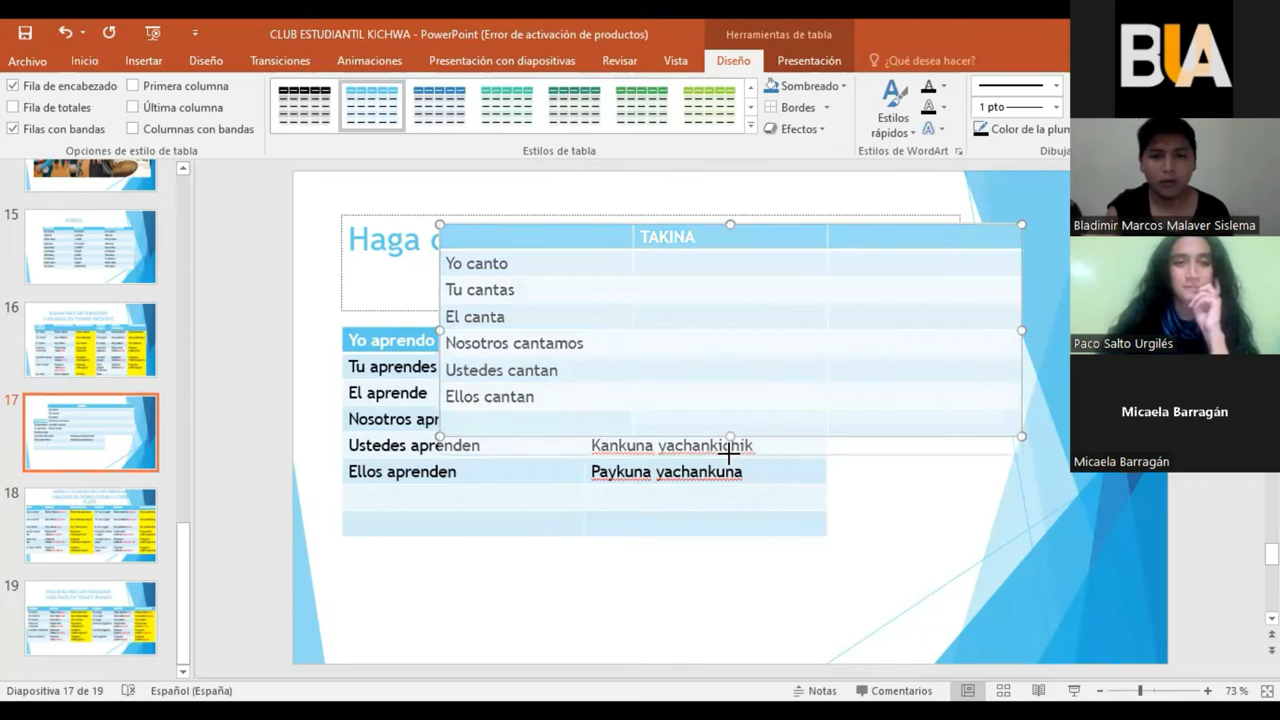 CLUB ESTUDIANTIL KICHWA - PowerPoint (Error de activación de productos)
Herramientas de tabla
Archivo
Inicio
Insertar
Diseño
Transiciones
Animaciones
Presentación con diapositivas
Revisar
Vista
Diseño
Presentación
¿Qué desea hacer?
Fila de encabezado
Primera columna
Fila de totales
Última columna
Filas con bandas
Columnas con bandas
Opciones de estilo de tabla
Estilos de tabla
Sombreado
Bordes
Efectos
Estilos rápidos
Estilos de WordArt
1 pto
Color de la plum
Dibuj
BUA
Bladimir Marcos Malaver Sislema
Paco Salto Urgilés
Micaela Barragán
Micaela Barragán
15
16
17
18
19
Haga c
TAKINA
Yo canto
Tu cantas
El canta
Nosotros cantamos
Ustedes cantan
Ellos cantan
Yo aprendo
Tu aprendes
El aprende
Nosotros apr
Ustedes aprenden
Kankuna yachankichik
Ellos aprenden
Paykuna yachankuna
Diapositiva 17 de 19
Español (España)
Notas
Comentarios
73 %